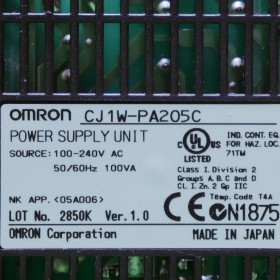 OMRON CJ1W-PA205C
POWER SUPPLY UNIT
SOURCE: 100-240V AC
50/60Hz 100VA
NK APP. <05A006>
LOT No. 2850K Ver.1.0
OMRON Corporation
c UL US
LISTED
IND. CONT. EQ.
FOR HAZ. LOC.
71TM
Class I, Division 2
Groups A, B, C and D
CL I, Zn. 2 Gp IIC
Temp. Code T4A
CE N1875
MADE IN JAPAN